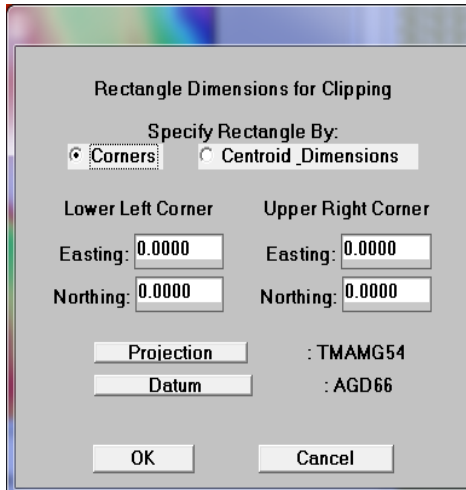 Rectangle Dimensions for Clipping
Specify Rectangle By:
Corners Centroid_Dimensions
Lower Left Corner Upper Right Corner
Easting: 0.0000 Easting: 0.0000
Northing: 0.0000 Northing: 0.0000
Projection : TMAMG54
Datum : AGD66
OK Cancel